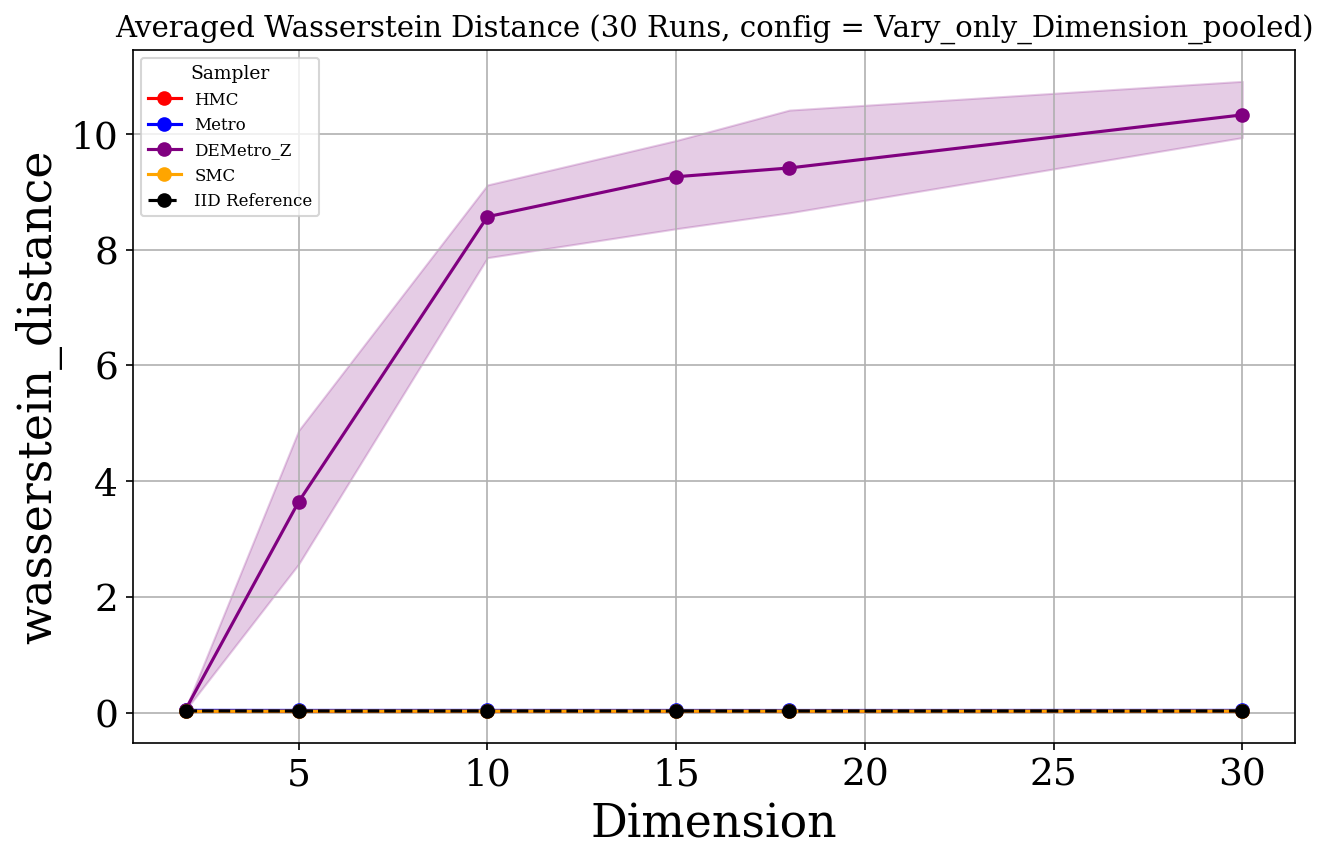 Averaged Wasserstein Distance (30 Runs, config = Vary_only_Dimension_pooled)
Sampler
HMC
Metro
DEMetro_Z
SMC
IID Reference
wasserstein_distance
10
8
6
4
2
0
5 10 15 20 25 30
Dimension